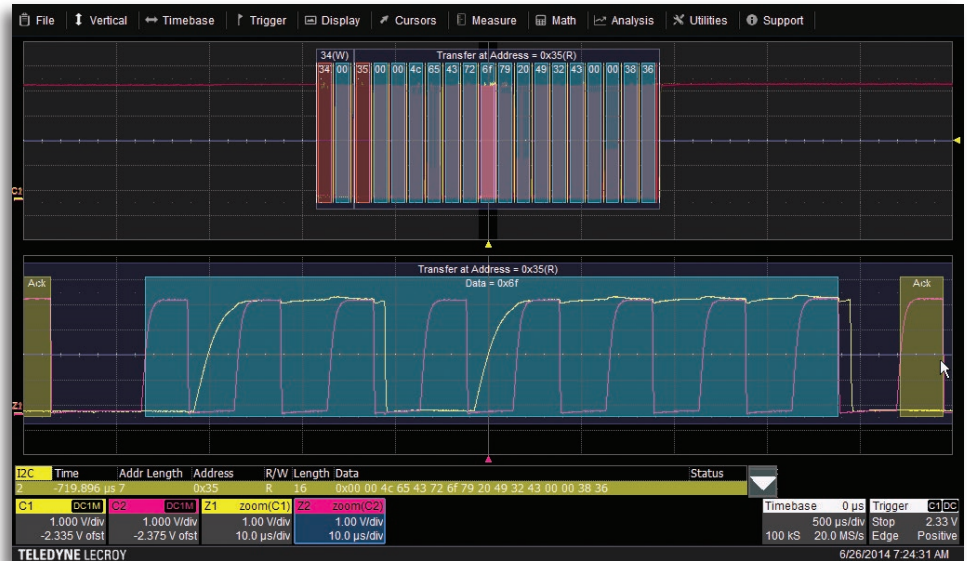 File Vertical Timebase Trigger Display Cursors Measure Math Analysis Utilities Support
34(W) Transfer at Address = 0x35(R)
34 00 35 00 00 4c 65 43 72 6f 79 20 49 32 43 00 00 38 36
C2
Transfer at Address = 0x35(R)
Ack Data = 0x6f Ack
Z1
I2C Time Addr Length Address R/W Length Data Status
2 -719.896 µs 7 0x35 R 16 0x00 00 4c 65 43 72 6f 79 20 49 32 43 00 00 38 36
C1 DC1M C2 DC1M Z1 zoom(C1) Z2 zoom(C2) Timebase 0 µs Trigger C1 DC
1.000 V/div 1.000 V/div 1.00 V/div 1.00 V/div 500 µs/div Stop 2.33 V
-2.335 V ofst -2.375 V ofst 10.0 µs/div 10.0 µs/div 100 kS 20.0 MS/s Edge Positive
TELEDYNE LECROY 6/26/2014 7:24:31 AM